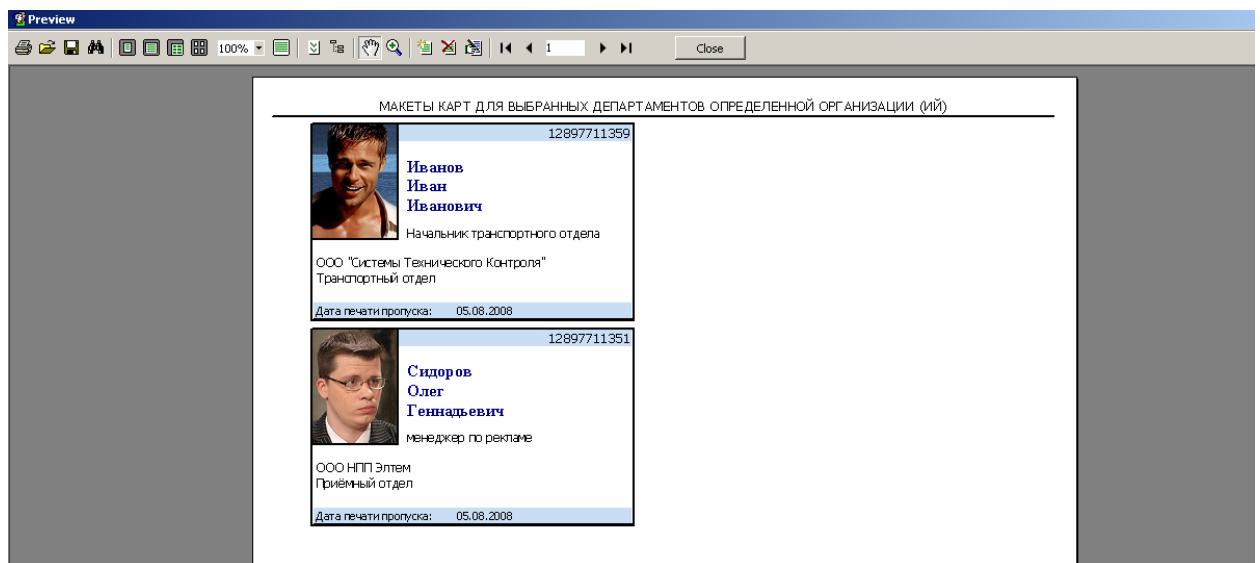 Preview
100%
1
Close
МАКЕТЫ КАРТ ДЛЯ ВЫБРАННЫХ ДЕПАРТАМЕНТОВ ОПРЕДЕЛЕННОЙ ОРГАНИЗАЦИИ (ИЙ)
12897711359
Иванов
Иван
Иванович
Начальник транспортного отдела
ООО "Системы Технического Контроля"
Транспортный отдел
Дата печати пропуска: 05.08.2008
12897711351
Сидоров
Олег
Геннадьевич
менеджер по рекламе
ООО НПП Элтем
Приёмный отдел
Дата печати пропуска: 05.08.2008